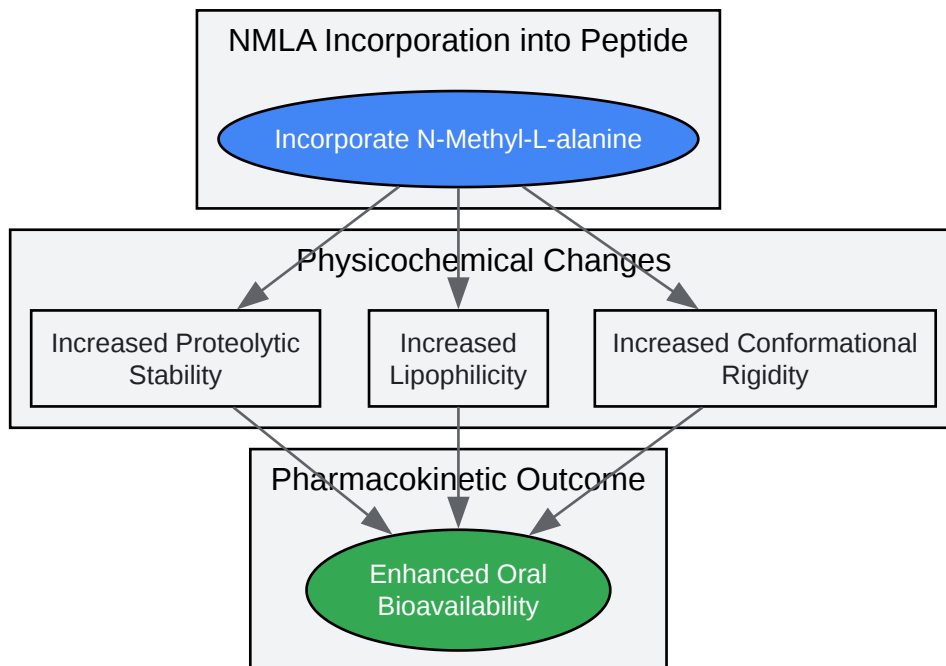 NMLA Incorporation into Peptide
Incorporate N-Methyl-L-alanine
Physicochemical Changes
Increased Proteolytic
Stability
Increased
Lipophilicity
Increased Conformational
Rigidity
Pharmacokinetic Outcome
Enhanced Oral
Bioavailability